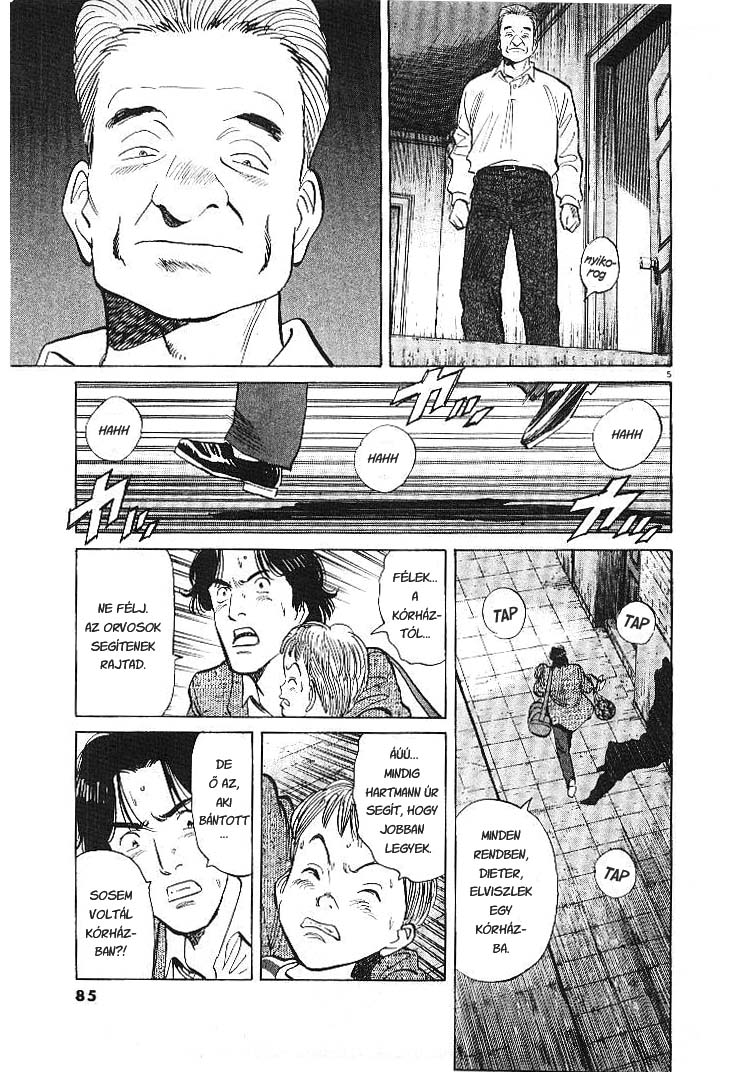 nyiko-
rog
5
HAHH
HAHH
HAHH
TAP
TAP
TAP
MINDEN
RENDBEN,
DIETER,
ELVISZLEK
EGY
KÓRHÁZ-
BA.
FÉLEK...
A
KÓRHÁZ-
TÓL...
NE FÉLJ.
AZ ORVOSOK
SEGÍTENEK
RAJTAD.
ÁÚÚ...
MINDIG
HARTMANN ÚR
SEGÍT, HOGY
JOBBAN
LEGYEK.
DE
Ő AZ,
AKI
BÁNTOTT
...
SOSEM
VOLTÁL
KÓRHÁZ-
BAN?!
85